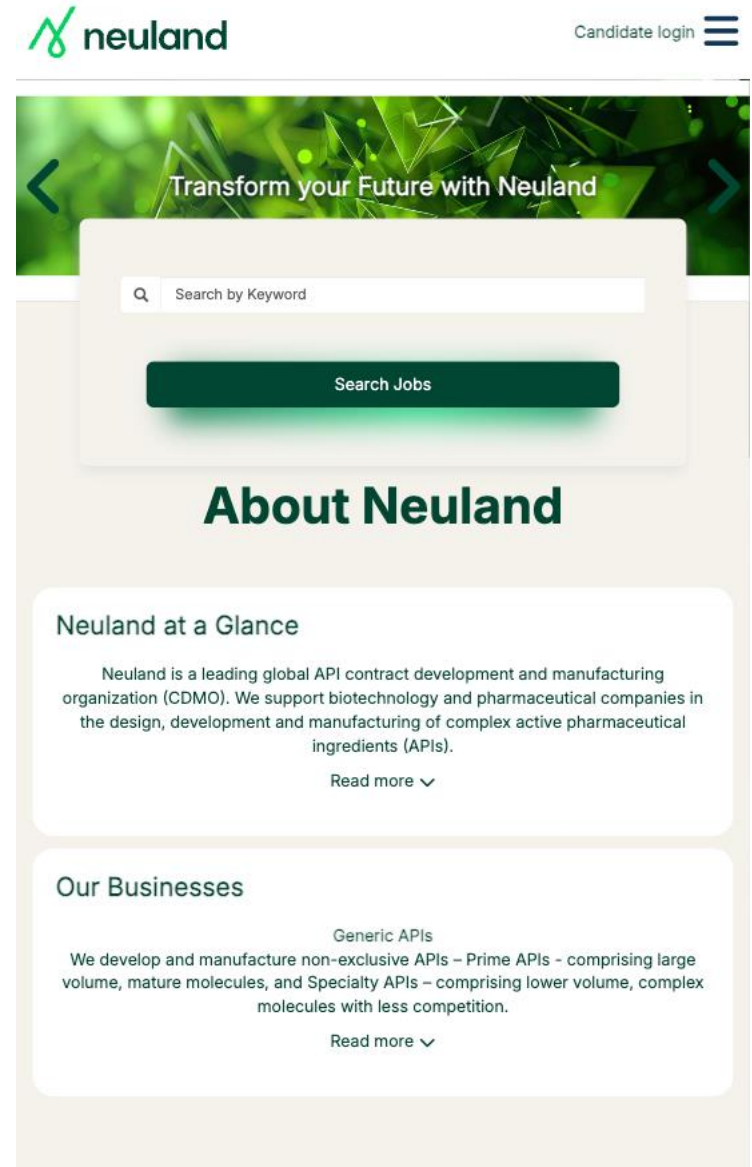 neuland
Candidate login
Transform your Future with Neuland
Search by Keyword
Search Jobs
About Neuland
Neuland at a Glance
Neuland is a leading global API contract development and manufacturing
organization (CDMO). We support biotechnology and pharmaceutical companies in
the design, development and manufacturing of complex active pharmaceutical
ingredients (APIs).
Read more
Our Businesses
Generic APIs
We develop and manufacture non-exclusive APIs – Prime APIs - comprising large
volume, mature molecules, and Specialty APIs – comprising lower volume, complex
molecules with less competition.
Read more